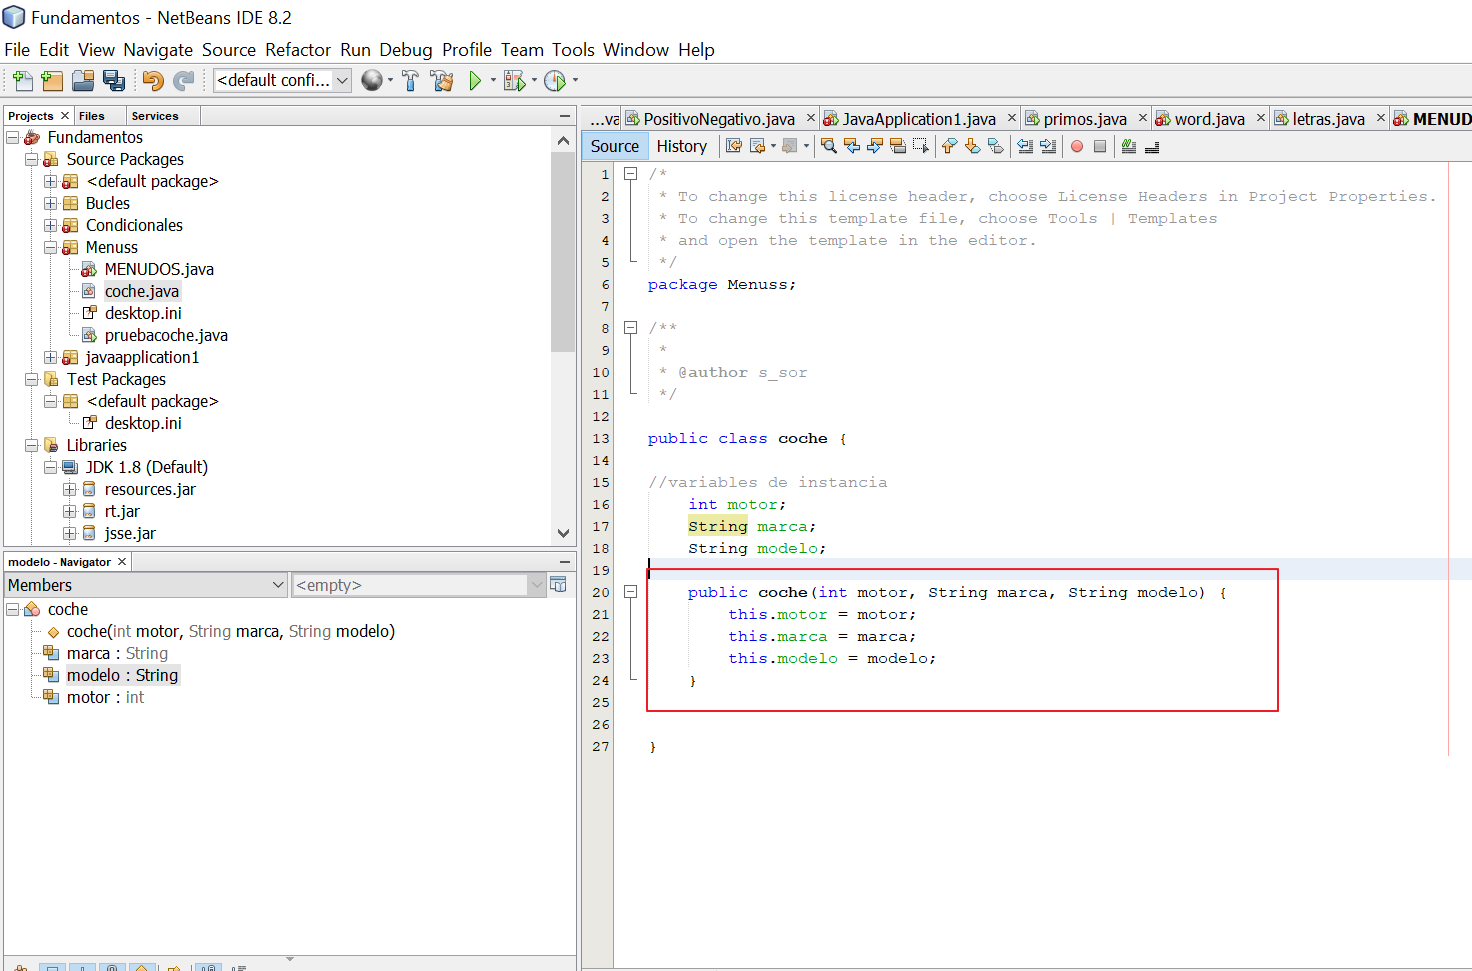 Fundamentos - NetBeans IDE 8.2
File Edit View Navigate Source Refactor Run Debug Profile Team Tools Window Help
<default confi...
Projects Files Services
Fundamentos
Source Packages
<default package>
Bucles
Condicionales
Menuss
MENUDOS.java
coche.java
desktop.ini
pruebacoche.java
javaapplication1
Test Packages
<default package>
desktop.ini
Libraries
JDK 1.8 (Default)
resources.jar
rt.jar
jsse.jar
modelo - Navigator
Members <empty>
coche
coche(int motor, String marca, String modelo)
marca : String
modelo : String
motor : int
...va PositivoNegativo.java JavaApplication1.java primos.java word.java letras.java MENUD
Source History
1 /*
2 * To change this license header, choose License Headers in Project Properties.
3 * To change this template file, choose Tools | Templates
4 * and open the template in the editor.
5 */
6 package Menuss;
7
8 /**
9 *
10 * @author s_sor
11 */
12
13 public class coche {
14
15 //variables de instancia
16 int motor;
17 String marca;
18 String modelo;
19
20 public coche(int motor, String marca, String modelo) {
21 this.motor = motor;
22 this.marca = marca;
23 this.modelo = modelo;
24 }
25
26
27 }